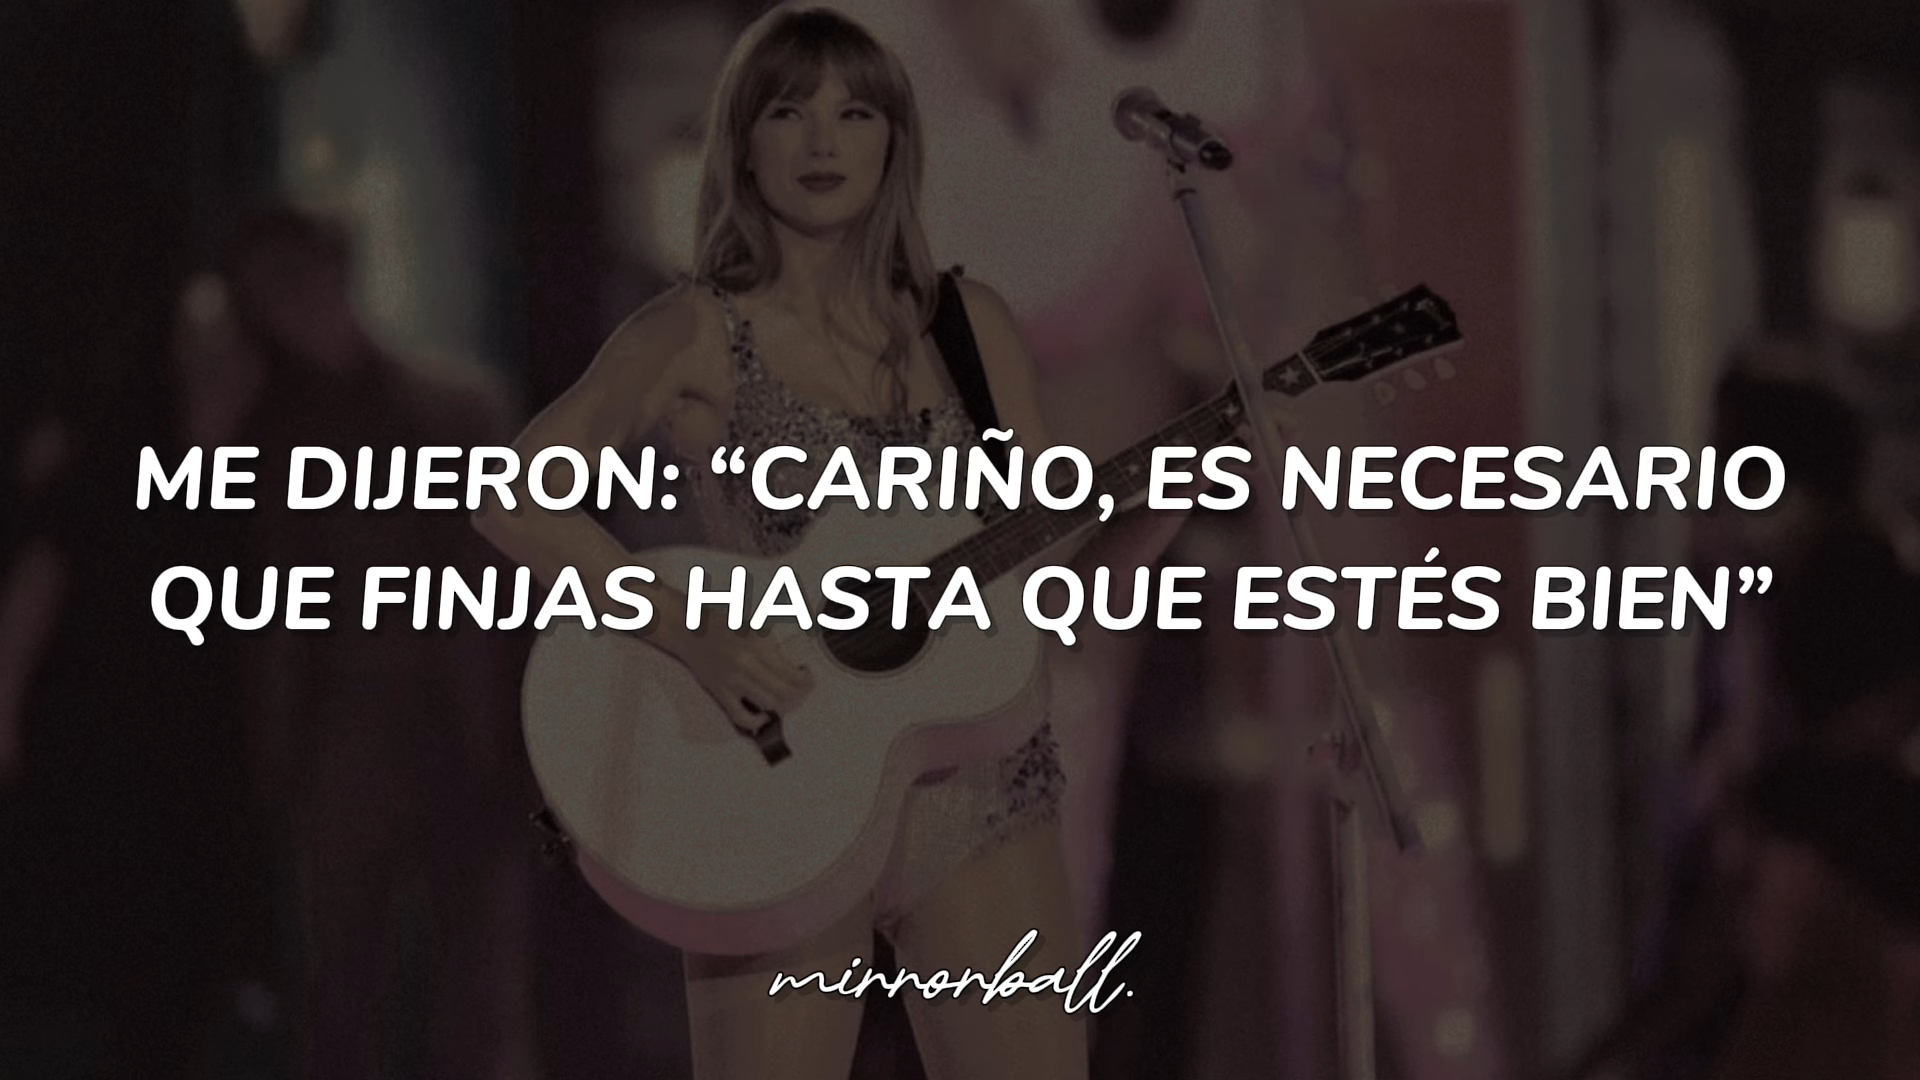 ME DIJERON: “CARIÑO, ES NECESARIO
QUE FINJAS HASTA QUE ESTÉS BIEN”
mirrorball.